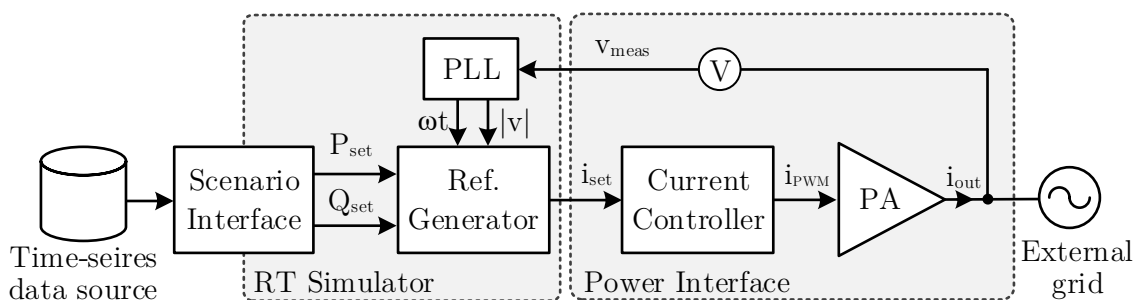 v_meas
PLL
V
ωt
|v|
P_set
Scenario
Interface
Q_set
Ref.
Generator
i_set
Current
Controller
i_PWM
PA
i_out
Time-seires
data source
RT Simulator
Power Interface
External
grid